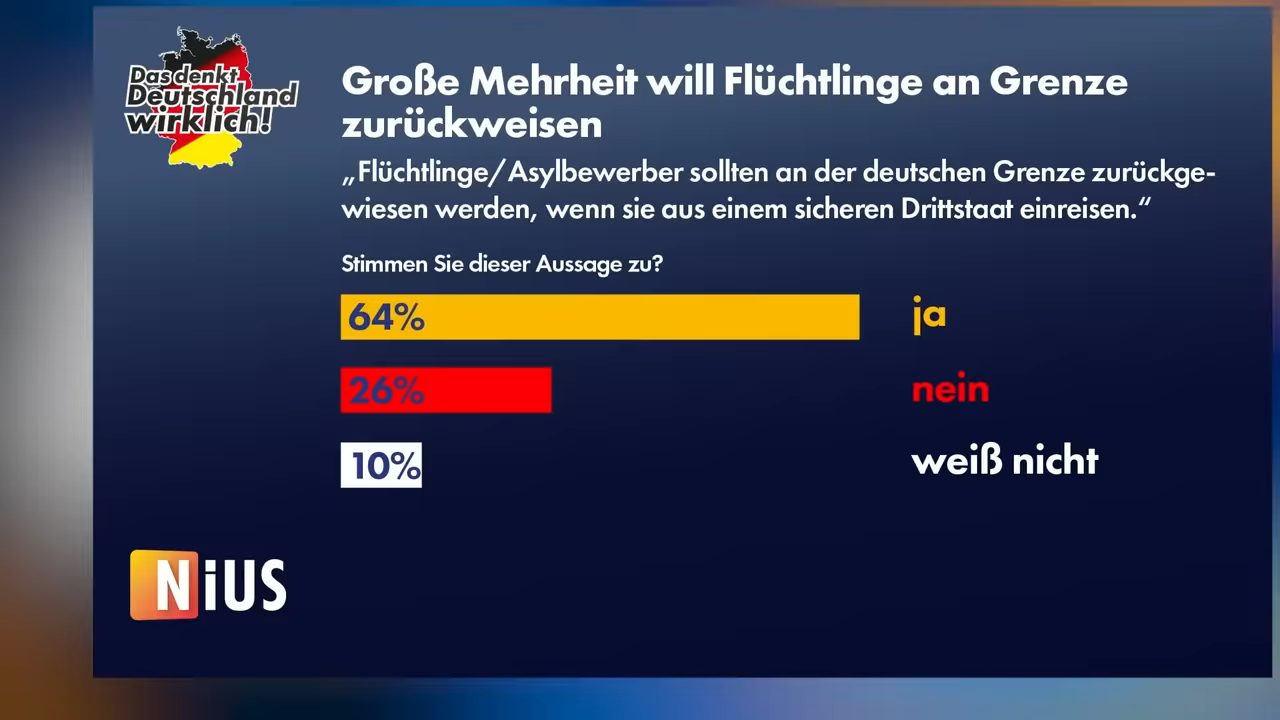 Das denkt
Deutschland
wirklich!
Große Mehrheit will Flüchtlinge an Grenze
zurückweisen
„Flüchtlinge/Asylbewerber sollten an der deutschen Grenze zurückge-
wiesen werden, wenn sie aus einem sicheren Drittstaat einreisen.“
Stimmen Sie dieser Aussage zu?
64% ja
26% nein
10% weiß nicht
NiUS